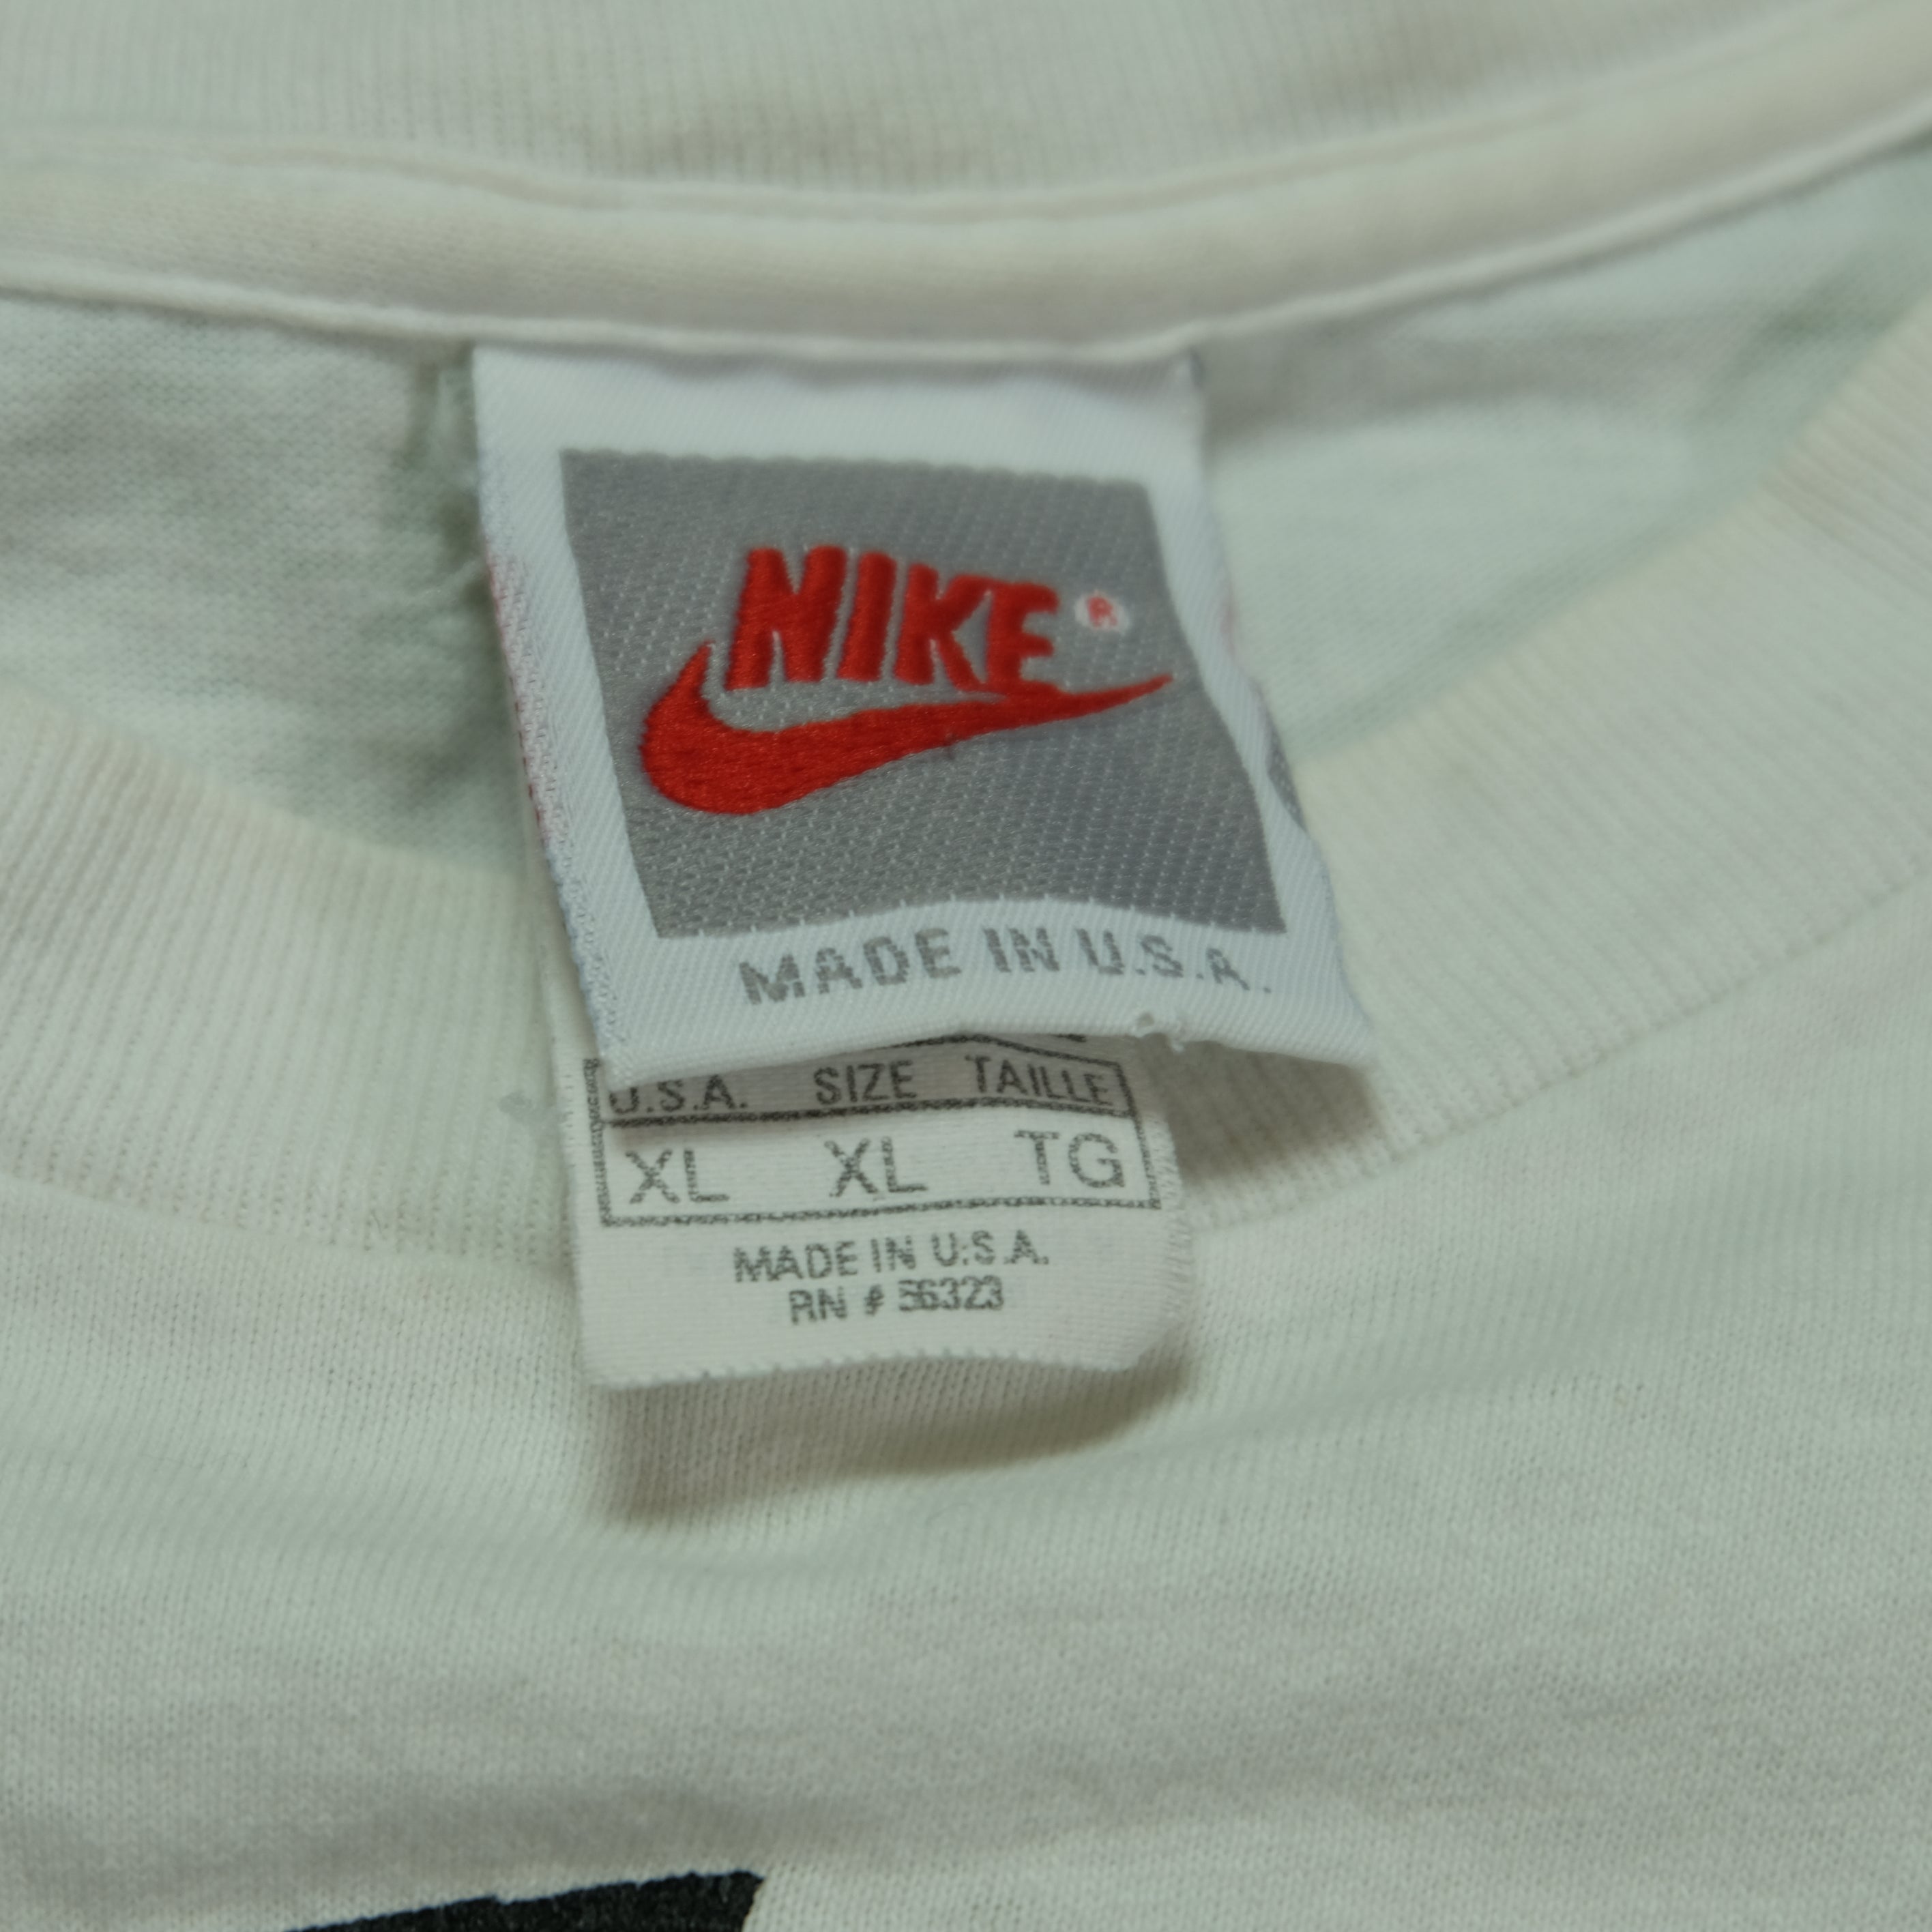 NIKE®
MADE IN U.S.A.
U.S.A. SIZE TAILLE
XL XL TG
MADE IN U.S.A.
RN # 56323